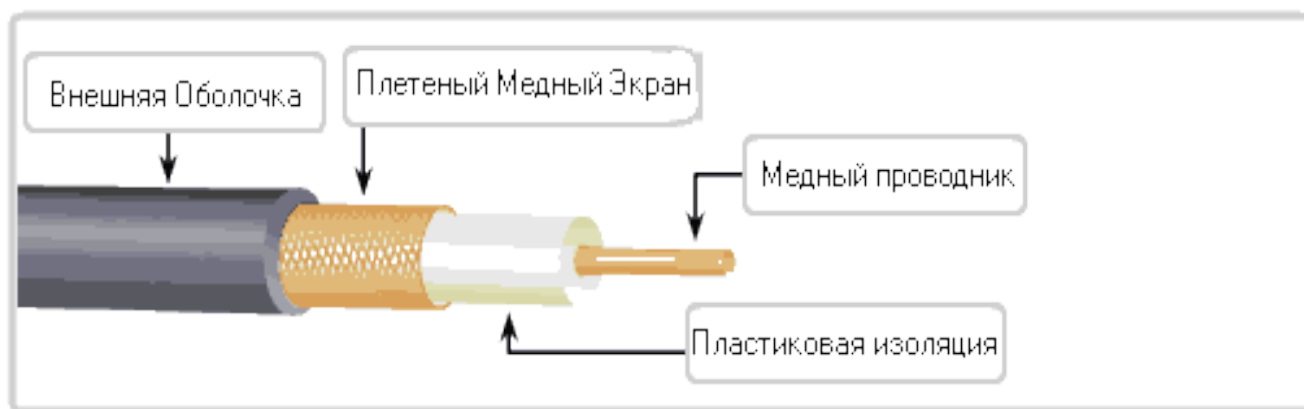 Внешняя Оболочка
Плетеный Медный Экран
Медный проводник
Пластиковая изоляция